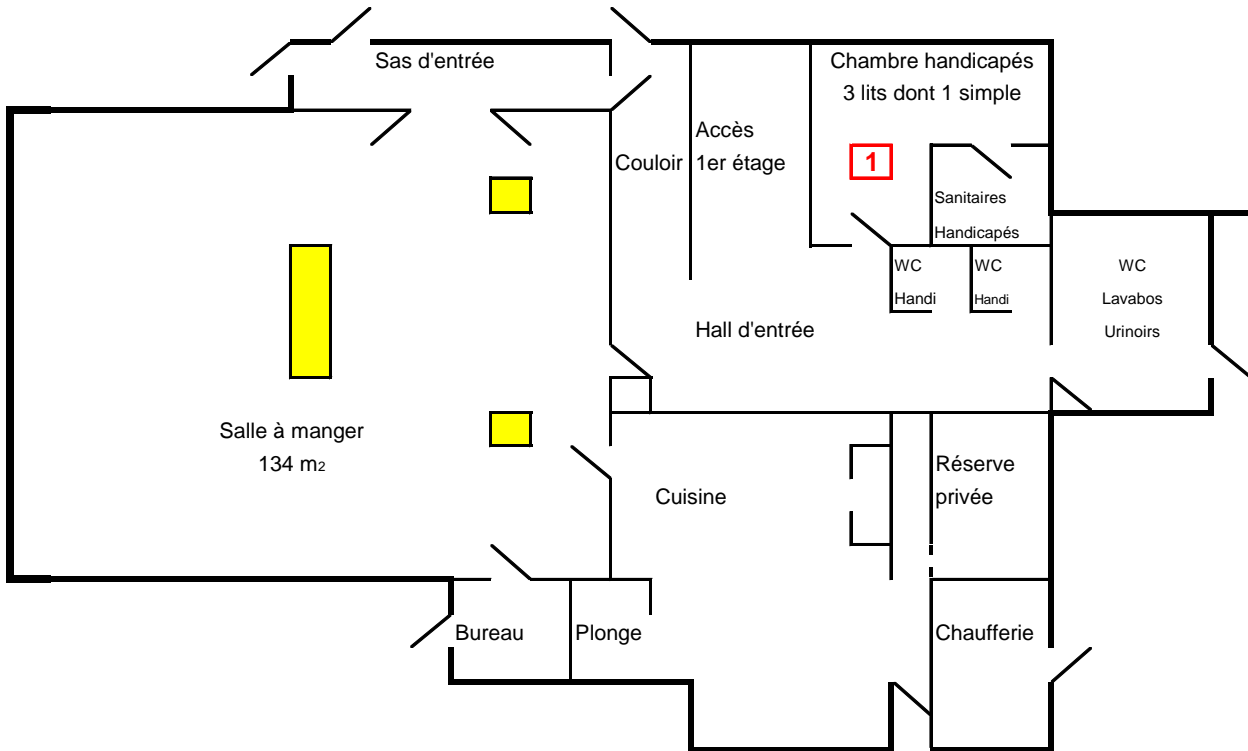 Sas d'entrée
Chambre handicapés
3 lits dont 1 simple
Accès
1er étage
Couloir
1
Sanitaires
Handicapés
WC
Handi
WC
Handi
WC
Lavabos
Urinoirs
Hall d'entrée
Salle à manger
134 m2
Cuisine
Réserve
privée
Bureau
Plonge
Chaufferie